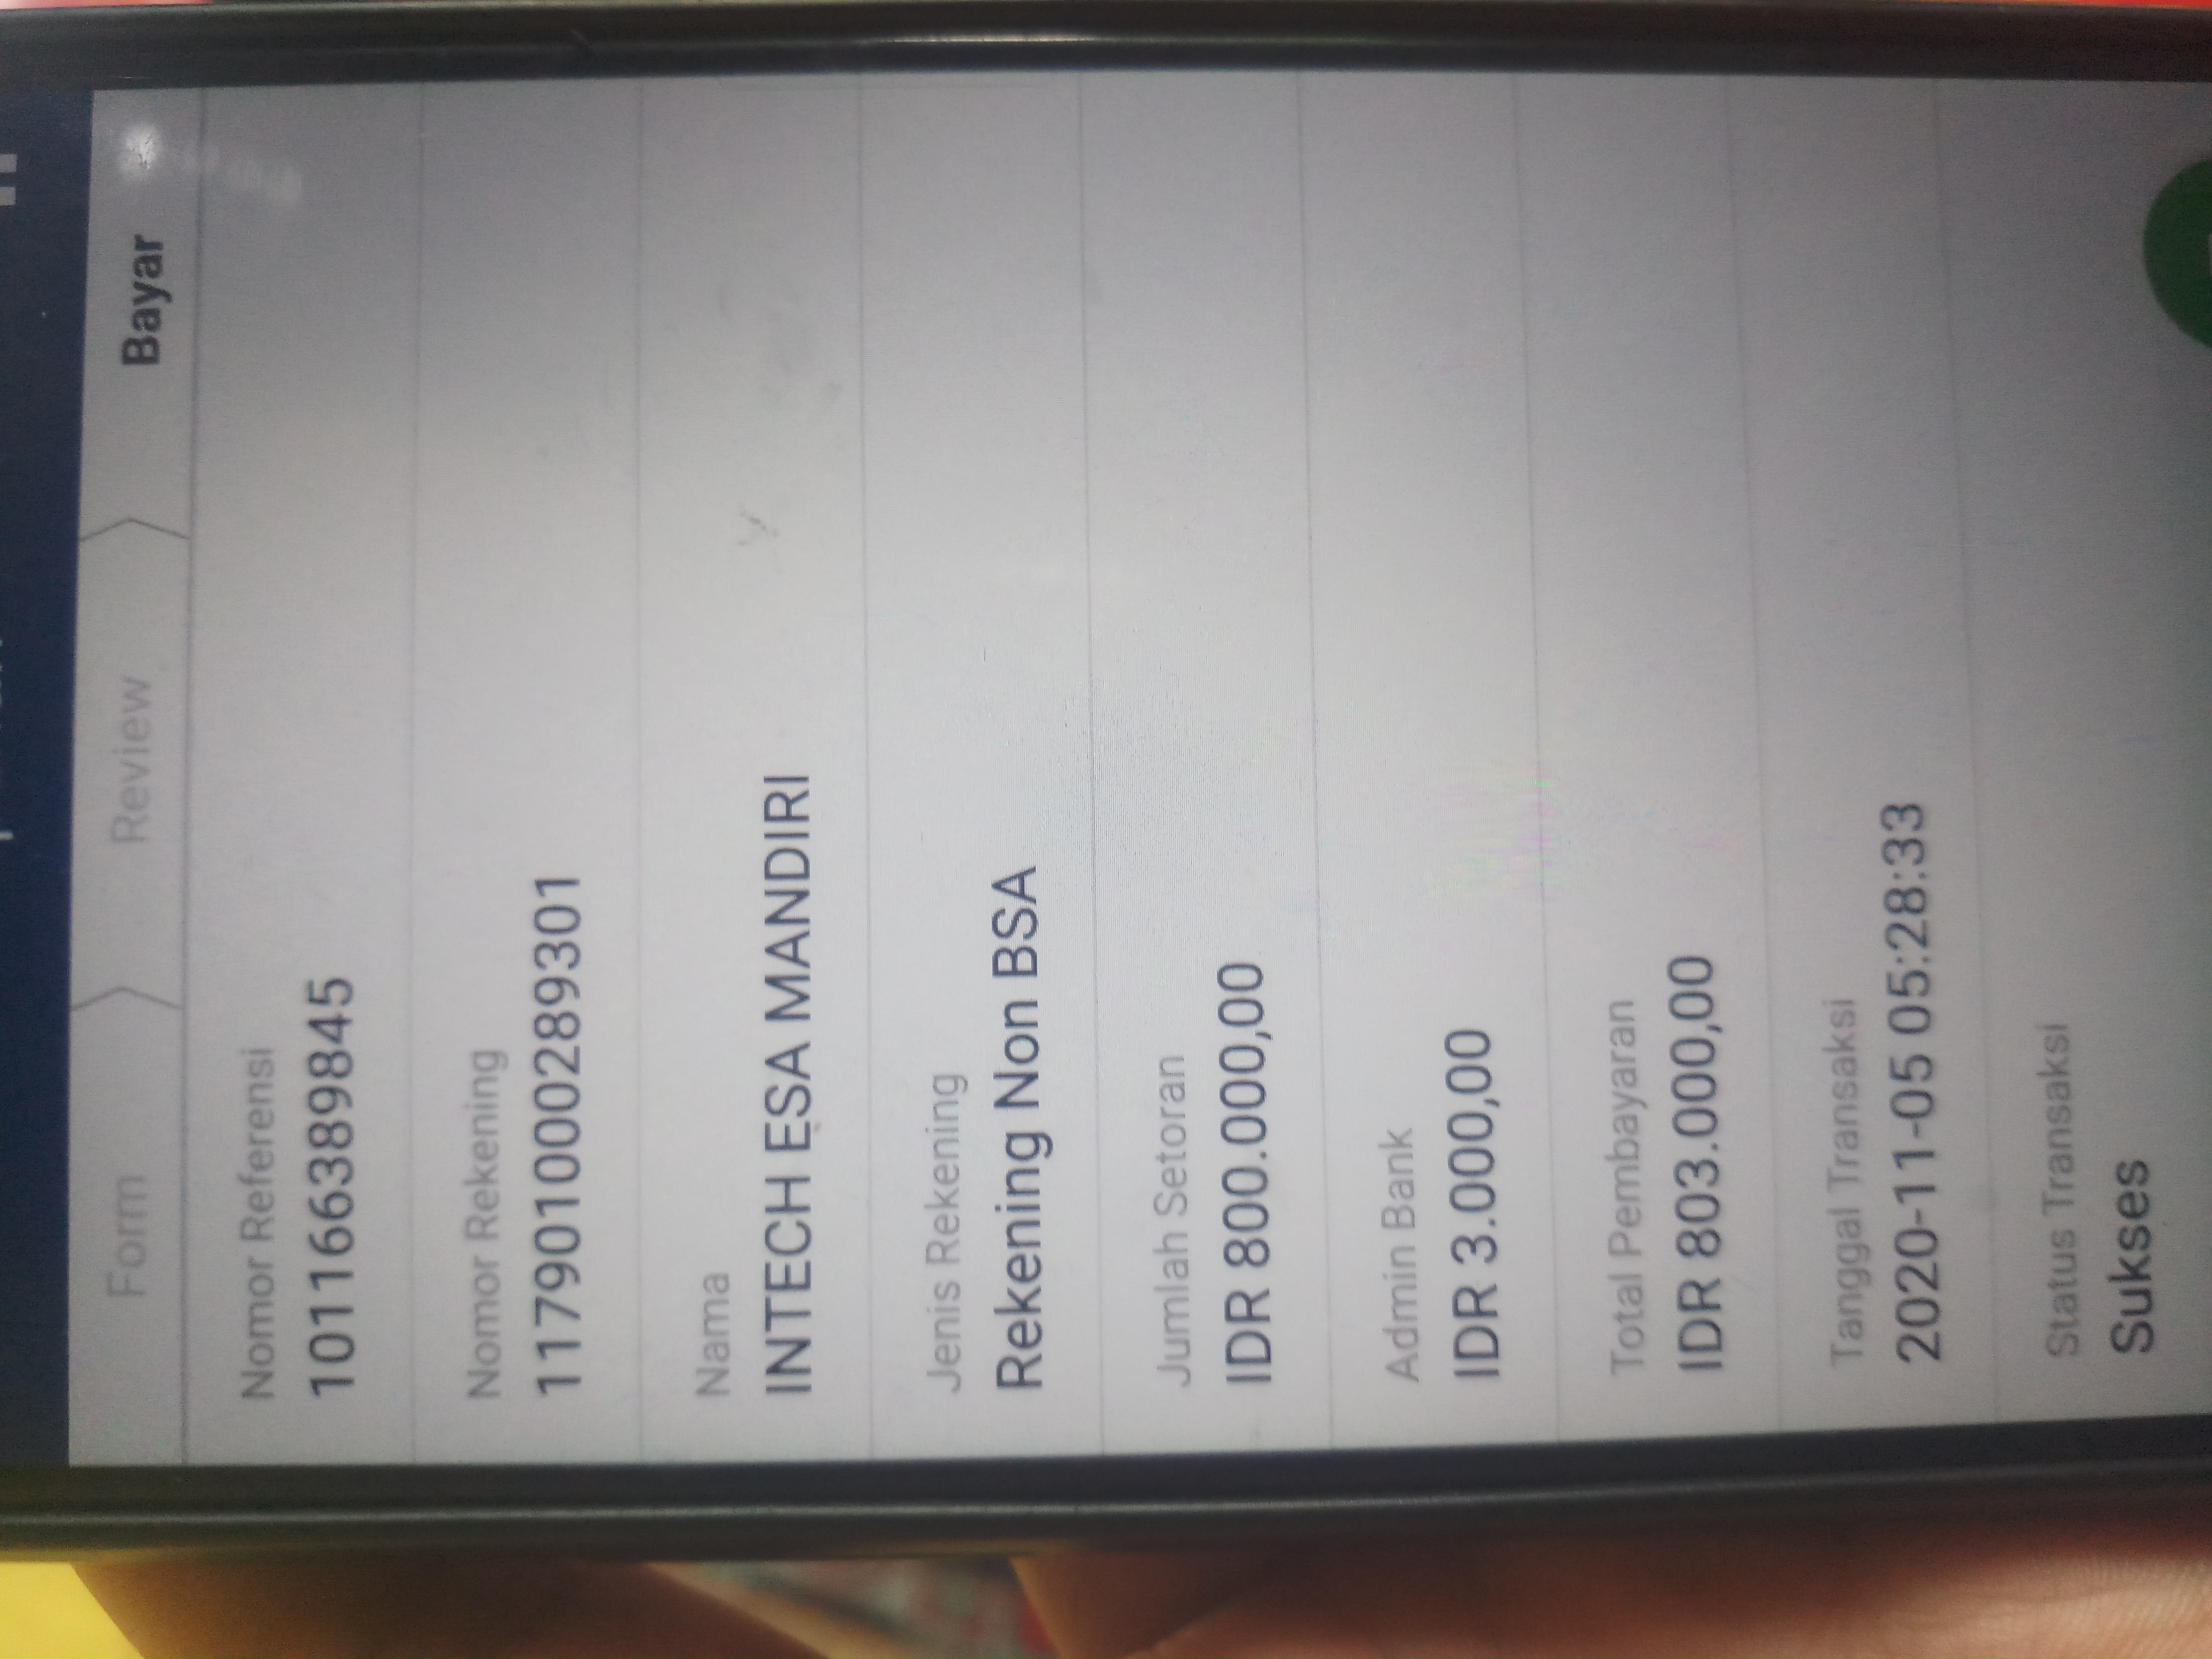 Form
Review
Bayar
Nomor Referensi
101166389845
Nomor Rekening
117901000289301
Nama
INTECH ESA MANDIRI
Jenis Rekening
Rekening Non BSA
Jumlah Setoran
IDR 800.000,00
Admin Bank
IDR 3.000,00
Total Pembayaran
IDR 803.000,00
Tanggal Transaksi
2020-11-05 05:28:33
Status Transaksi
Sukses